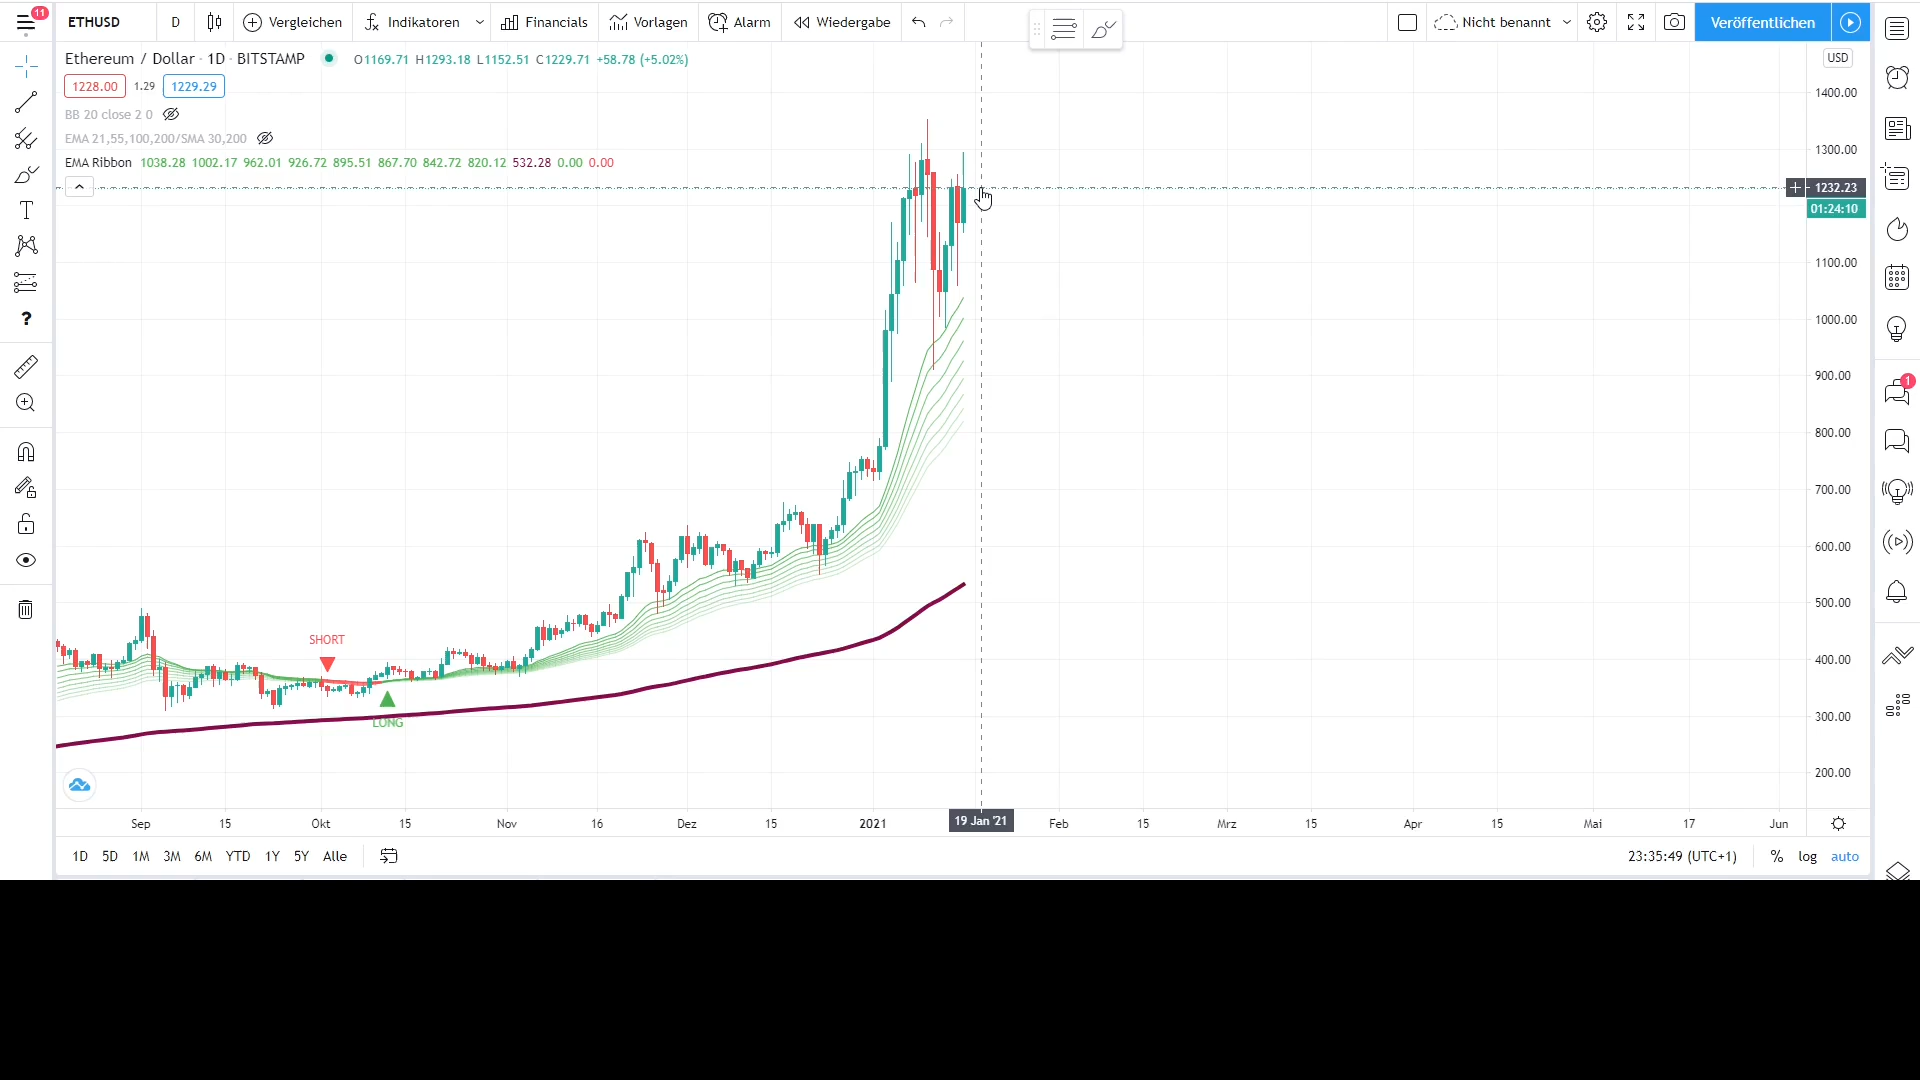 11
ETHUSD D Vergleichen Indikatoren Financials Vorlagen Alarm Wiedergabe Nicht benannt Veröffentlichen
Ethereum / Dollar · 1D · BITSTAMP O1169.71 H1293.18 L1152.51 C1229.71 +58.78 (+5.02%)
USD
1228.00 1.29 1229.29
BB 20 close 2 0
EMA 21,55,100,200/SMA 30,200
EMA Ribbon 1038.28 1002.17 962.01 926.72 895.51 867.70 842.72 820.12 532.28 0.00 0.00
1400.00
1300.00
1232.23
01:24:10
1100.00
1000.00
900.00
1
800.00
700.00
600.00
500.00
400.00
300.00
200.00
SHORT
LONG
T
?
Sep 15 Okt 15 Nov 16 Dez 15 2021 19 Jan '21 Feb 15 Mrz 15 Apr 15 Mai 17 Jun
1D 5D 1M 3M 6M YTD 1Y 5Y Alle 23:35:49 (UTC+1) % log auto